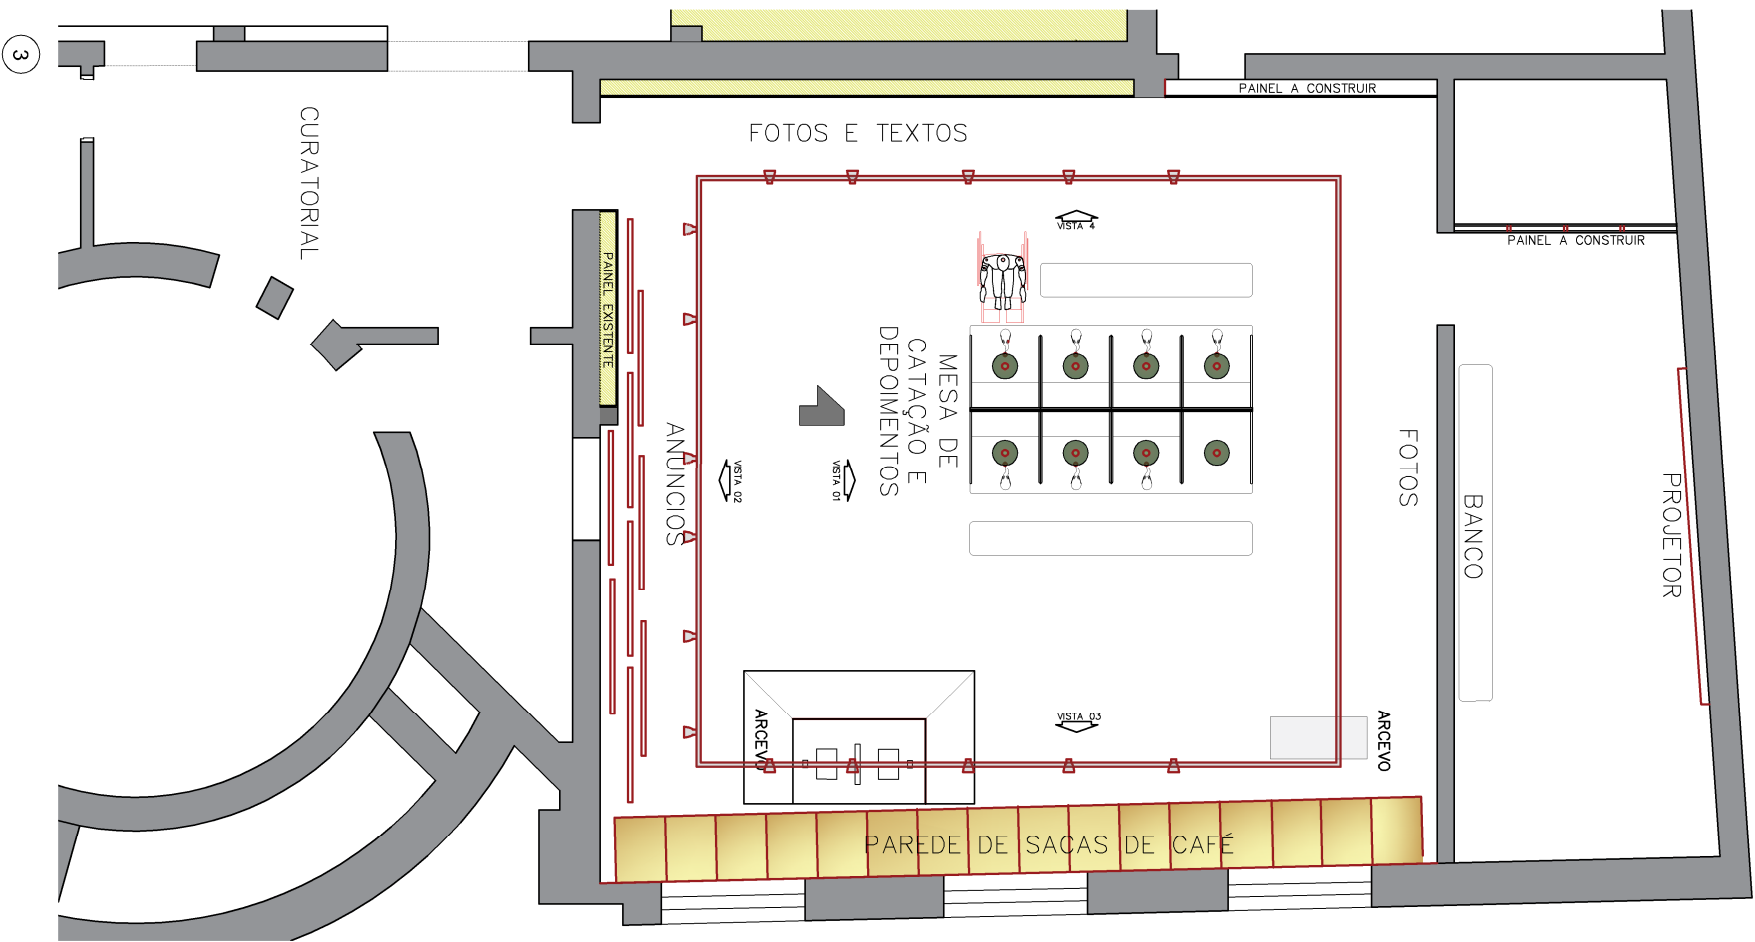 3
CURATORIAL
FOTOS E TEXTOS
PAINEL A CONSTRUIR
PAINEL A CONSTRUIR
PAINEL EXISTENTE
VISTA 4
MESA DE
CATAÇÃO E
DEPOIMENTOS
ANUNCIOS
VISTA 02
VISTA 01
FOTOS
BANCO
PROJETOR
VISTA 03
ARCEVO
ARCEVO
PAREDE DE SACAS DE CAFÉ